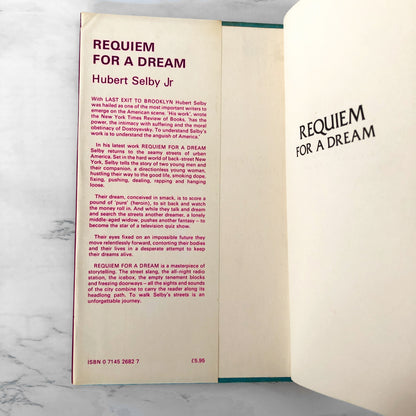 REQUIEM
FOR A DREAM
Hubert Selby Jr
With LAST EXIT TO BROOKLYN Hubert Selby
was hailed as one of the most important writers to
emerge on the American scene. 'His work', wrote
the New York Times Review of Books, 'has the
power, the intimacy with suffering and the moral
obstinacy of Dostoyevsky. To understand Selby's
work is to understand the anguish of America.'
In his latest work REQUIEM FOR A DREAM
Selby returns to the seamy streets of urban
America. Set in the hard world of back-street New
York, Selby tells the story of two young men and
their companion, a directionless young woman,
hustling their way to the good life, smoking dope,
fixing, pushing, dealing, rapping and hanging
loose.
Their dream, conceived in smack, is to score a
pound of 'pure' (heroin), to sit back and watch
the money roll in. And while they talk and dream
and search the streets another dreamer, a lonely
middle-aged widow, pushes another fantasy – to
become the star of a television quiz show.
Their eyes fixed on an impossible future they
move relentlessly forward, contorting their bodies
and their lives in a desperate attempt to keep
their dreams alive.
REQUIEM FOR A DREAM is a masterpiece of
storytelling. The street slang, the all-night radio
station, the icebox, the empty tenement blocks
and freezing doorways – all the sights and sounds
of the city combine to carry the reader along its
headlong path. To walk Selby's streets is an
unforgettable journey.
ISBN 0 7145 2682 7 £5.95
REQUIEM
FOR A DREAM